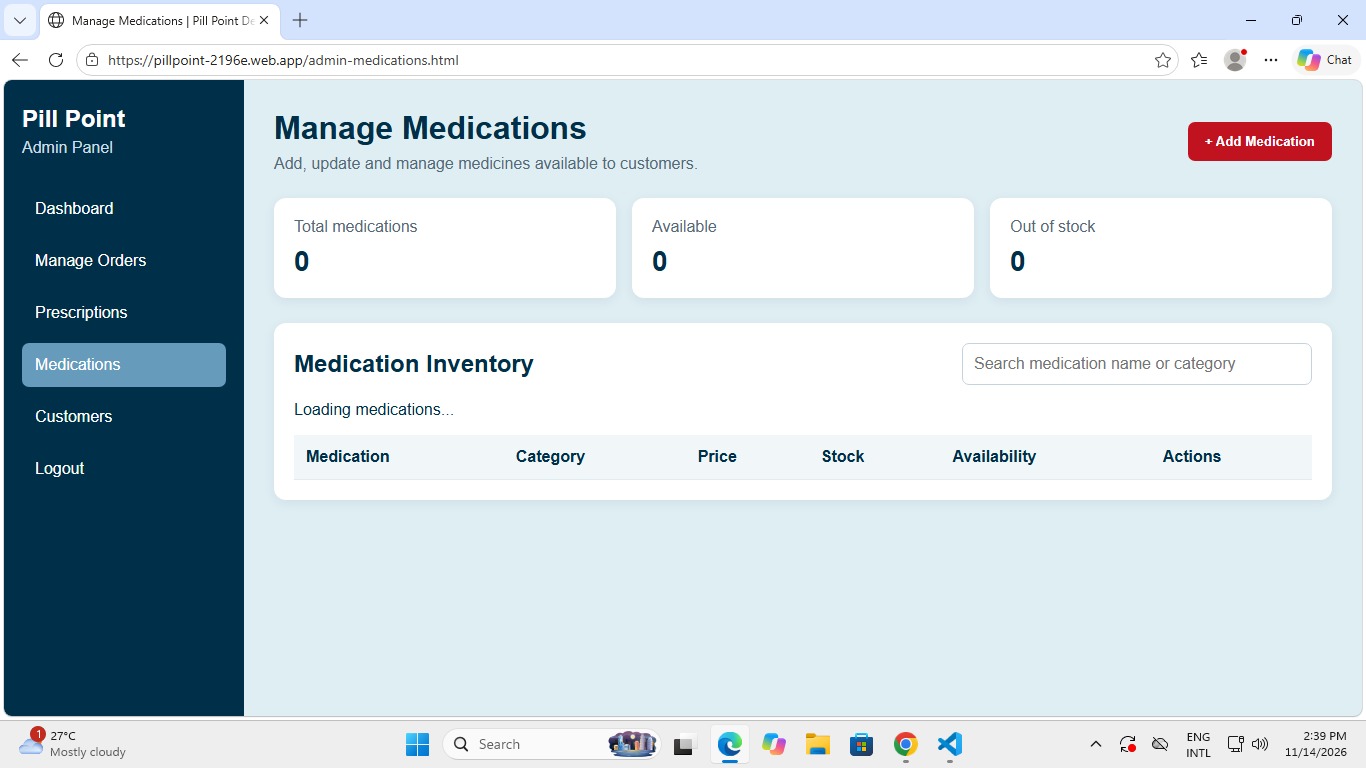 Manage Medications | Pill Point De
https://pillpoint-2196e.web.app/admin-medications.html
Chat
Pill Point
Admin Panel
Dashboard
Manage Orders
Prescriptions
Medications
Customers
Logout
Manage Medications
Add, update and manage medicines available to customers.
+ Add Medication
Total medications
0
Available
0
Out of stock
0
Medication Inventory
Search medication name or category
Loading medications...
Medication Category Price Stock Availability Actions
1
27°C
Mostly cloudy
Search
ENG
INTL
2:39 PM
11/14/2026